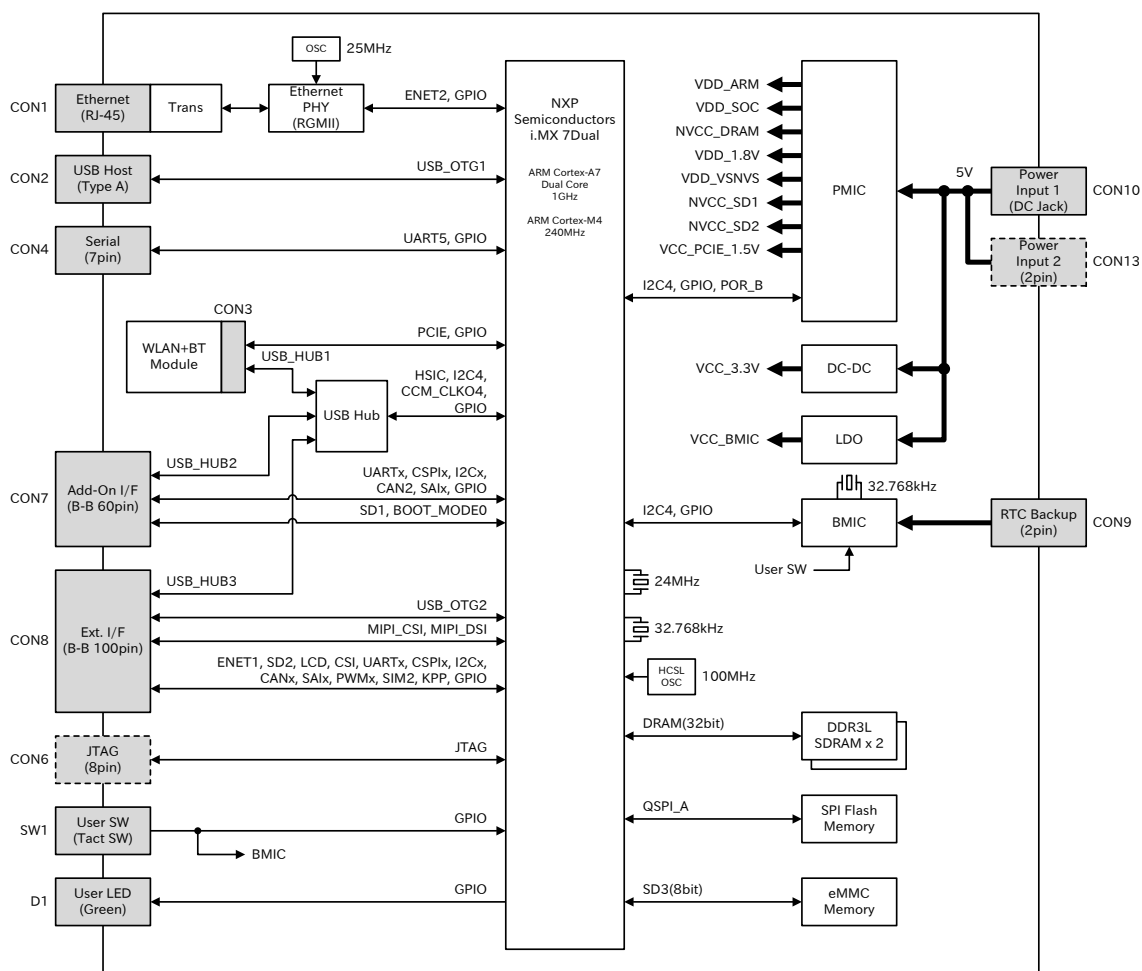 OSC
25MHz
CON1
Ethernet
(RJ-45)
Trans
Ethernet
PHY
(RGMII)
ENET2, GPIO
CON2
USB Host
(Type A)
USB_OTG1
CON4
Serial
(7pin)
UART5, GPIO
CON3
WLAN+BT
Module
PCIE, GPIO
USB_HUB1
USB Hub
HSIC, I2C4,
CCM_CLKO4,
GPIO
USB_HUB2
CON7
Add-On I/F
(B-B 60pin)
UARTx, CSPIx, I2Cx,
CAN2, SAIx, GPIO
SD1, BOOT_MODE0
USB_HUB3
CON8
Ext. I/F
(B-B 100pin)
USB_OTG2
MIPI_CSI, MIPI_DSI
ENET1, SD2, LCD, CSI, UARTx, CSPIx, I2Cx,
CANx, SAIx, PWMx, SIM2, KPP, GPIO
CON6
JTAG
(8pin)
JTAG
SW1
User SW
(Tact SW)
GPIO
BMIC
D1
User LED
(Green)
GPIO
NXP
Semiconductors
i.MX 7Dual
ARM Cortex-A7
Dual Core
1GHz
ARM Cortex-M4
240MHz
VDD_ARM
VDD_SOC
NVCC_DRAM
VDD_1.8V
VDD_VSNVS
NVCC_SD1
NVCC_SD2
VCC_PCIE_1.5V
I2C4, GPIO, POR_B
PMIC
5V
Power
Input 1
(DC Jack)
CON10
Power
Input 2
(2pin)
CON13
VCC_3.3V
DC-DC
VCC_BMIC
LDO
32.768kHz
I2C4, GPIO
BMIC
RTC Backup
(2pin)
CON9
User SW
24MHz
32.768kHz
HCSL
OSC
100MHz
DRAM(32bit)
DDR3L
SDRAM x 2
QSPI_A
SPI Flash
Memory
SD3(8bit)
eMMC
Memory